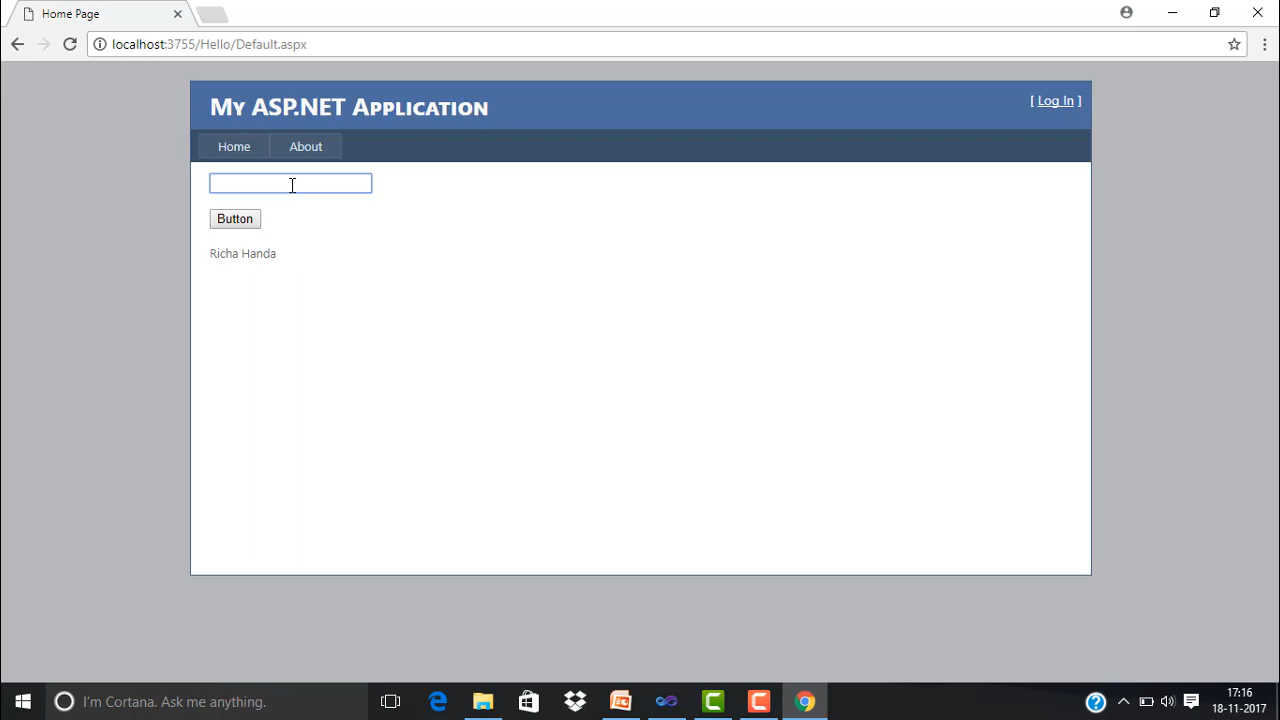 Home Page
localhost:3755/Hello/Default.aspx
My ASP.NET Application
[ Log In ]
Home About
Button
Richa Handa
I'm Cortana. Ask me anything.
17:16
18-11-2017